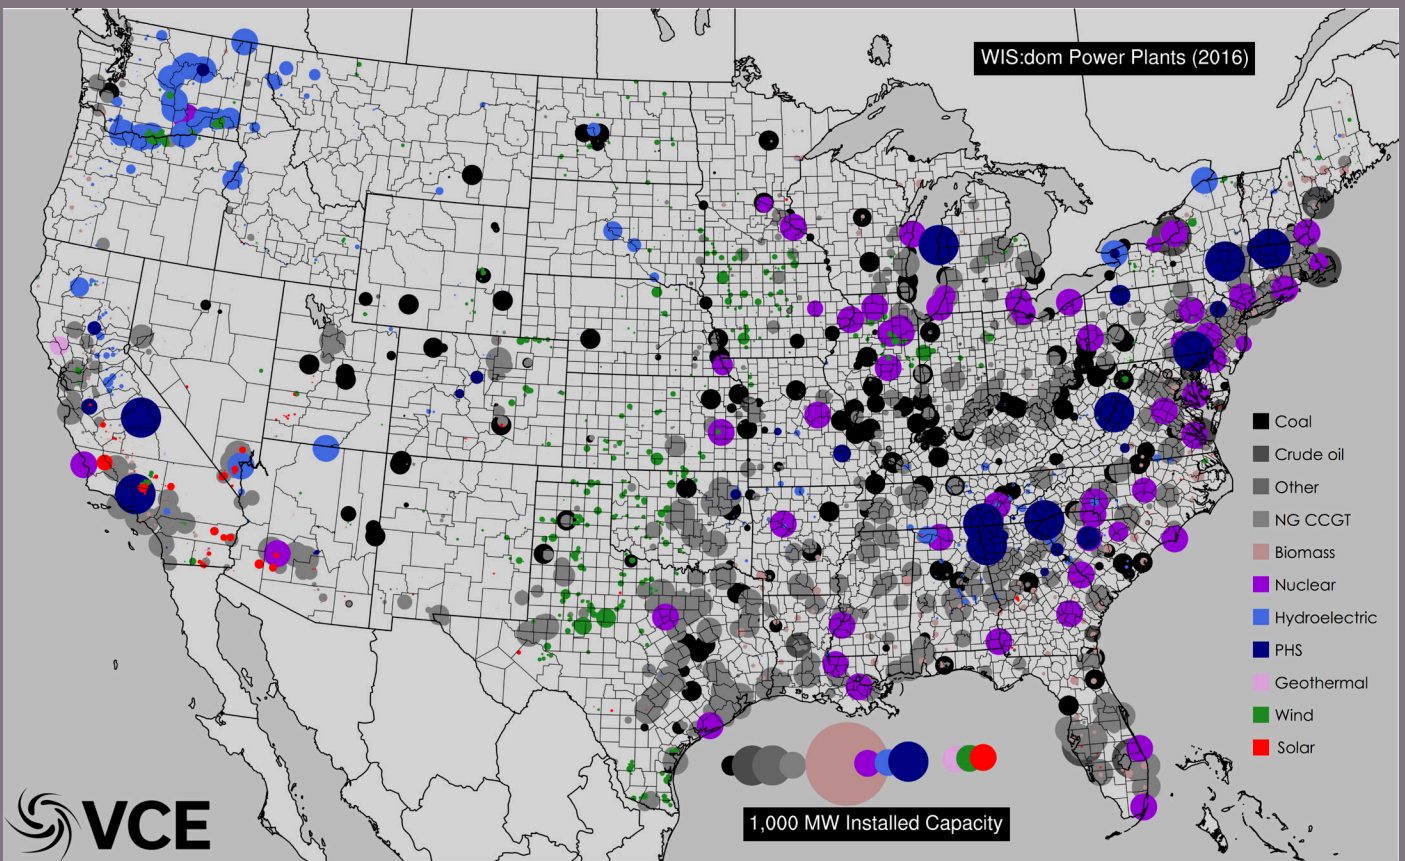 WIS:dom Power Plants (2016)
Coal
Crude oil
Other
NG CCGT
Biomass
Nuclear
Hydroelectric
PHS
Geothermal
Wind
Solar
1,000 MW Installed Capacity
VCE